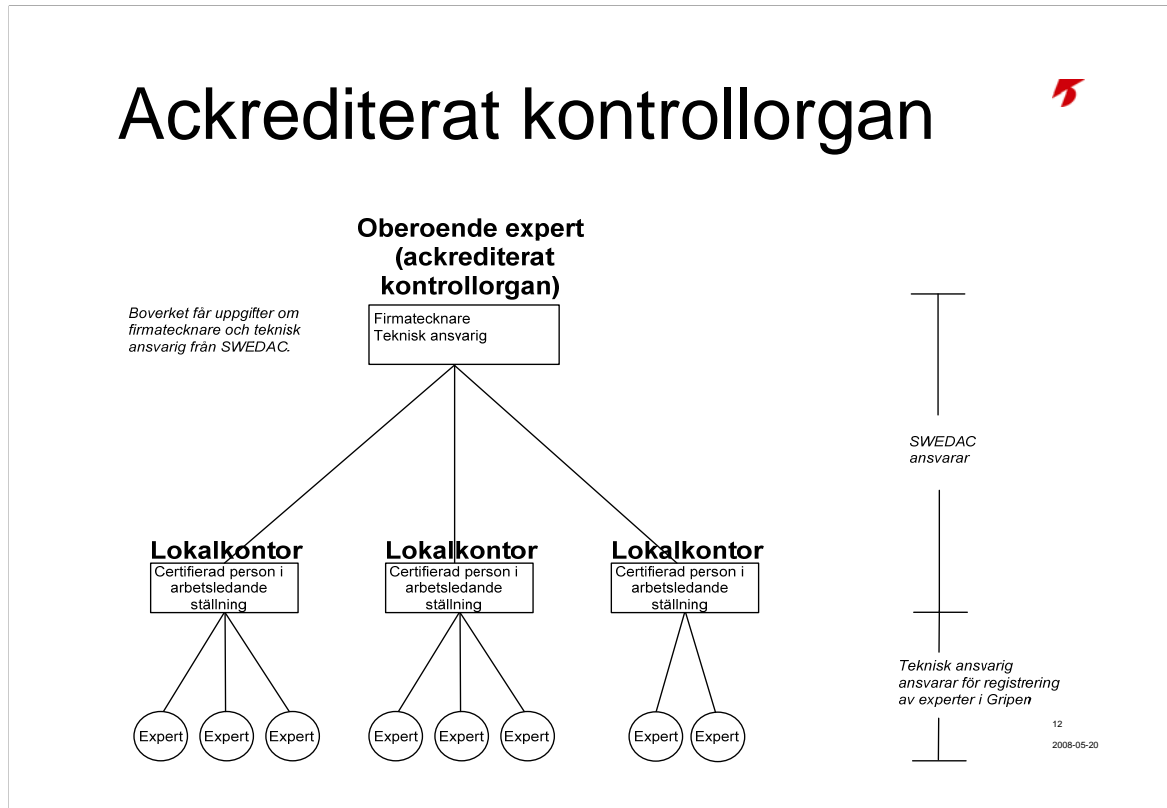 Ackrediterat kontrollorgan
Oberoende expert
(ackrediterat
kontrollorgan)
Boverket får uppgifter om
firmatecknare och teknisk
ansvarig från SWEDAC.
Firmatecknare
Teknisk ansvarig
SWEDAC
ansvarar
Lokalkontor
Certifierad person i
arbetsledande
ställning
Lokalkontor
Certifierad person i
arbetsledande
ställning
Lokalkontor
Certifierad person i
arbetsledande
ställning
Expert
Expert
Expert
Expert
Expert
Expert
Expert
Expert
Teknisk ansvarig
ansvarar för registrering
av experter i Gripen
12
2008-05-20